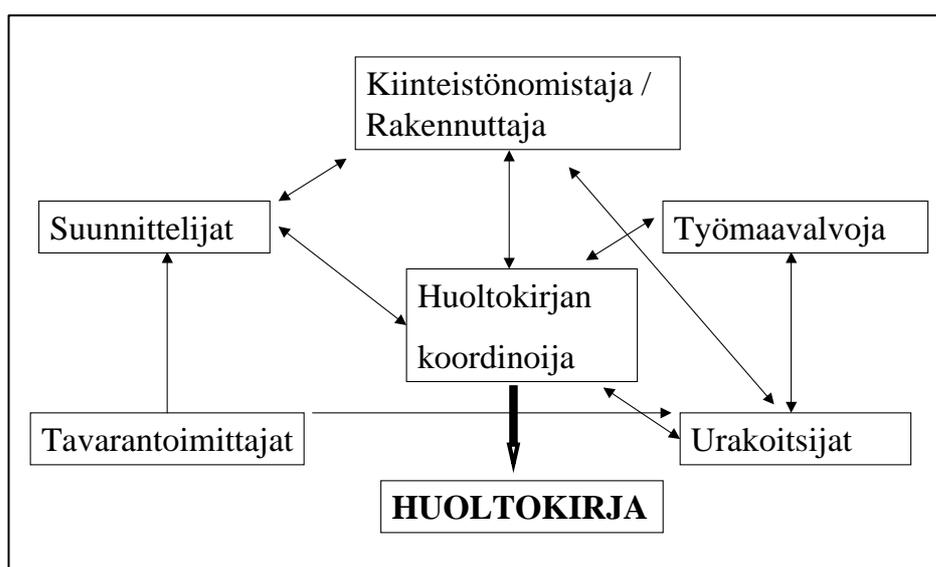 Kiinteistönomistaja /
Rakennuttaja
Suunnittelijat
Työmaavalvoja
Huoltokirjan
koordinoija
Tavarantoimittajat
Urakoitsijat
HUOLTOKIRJA